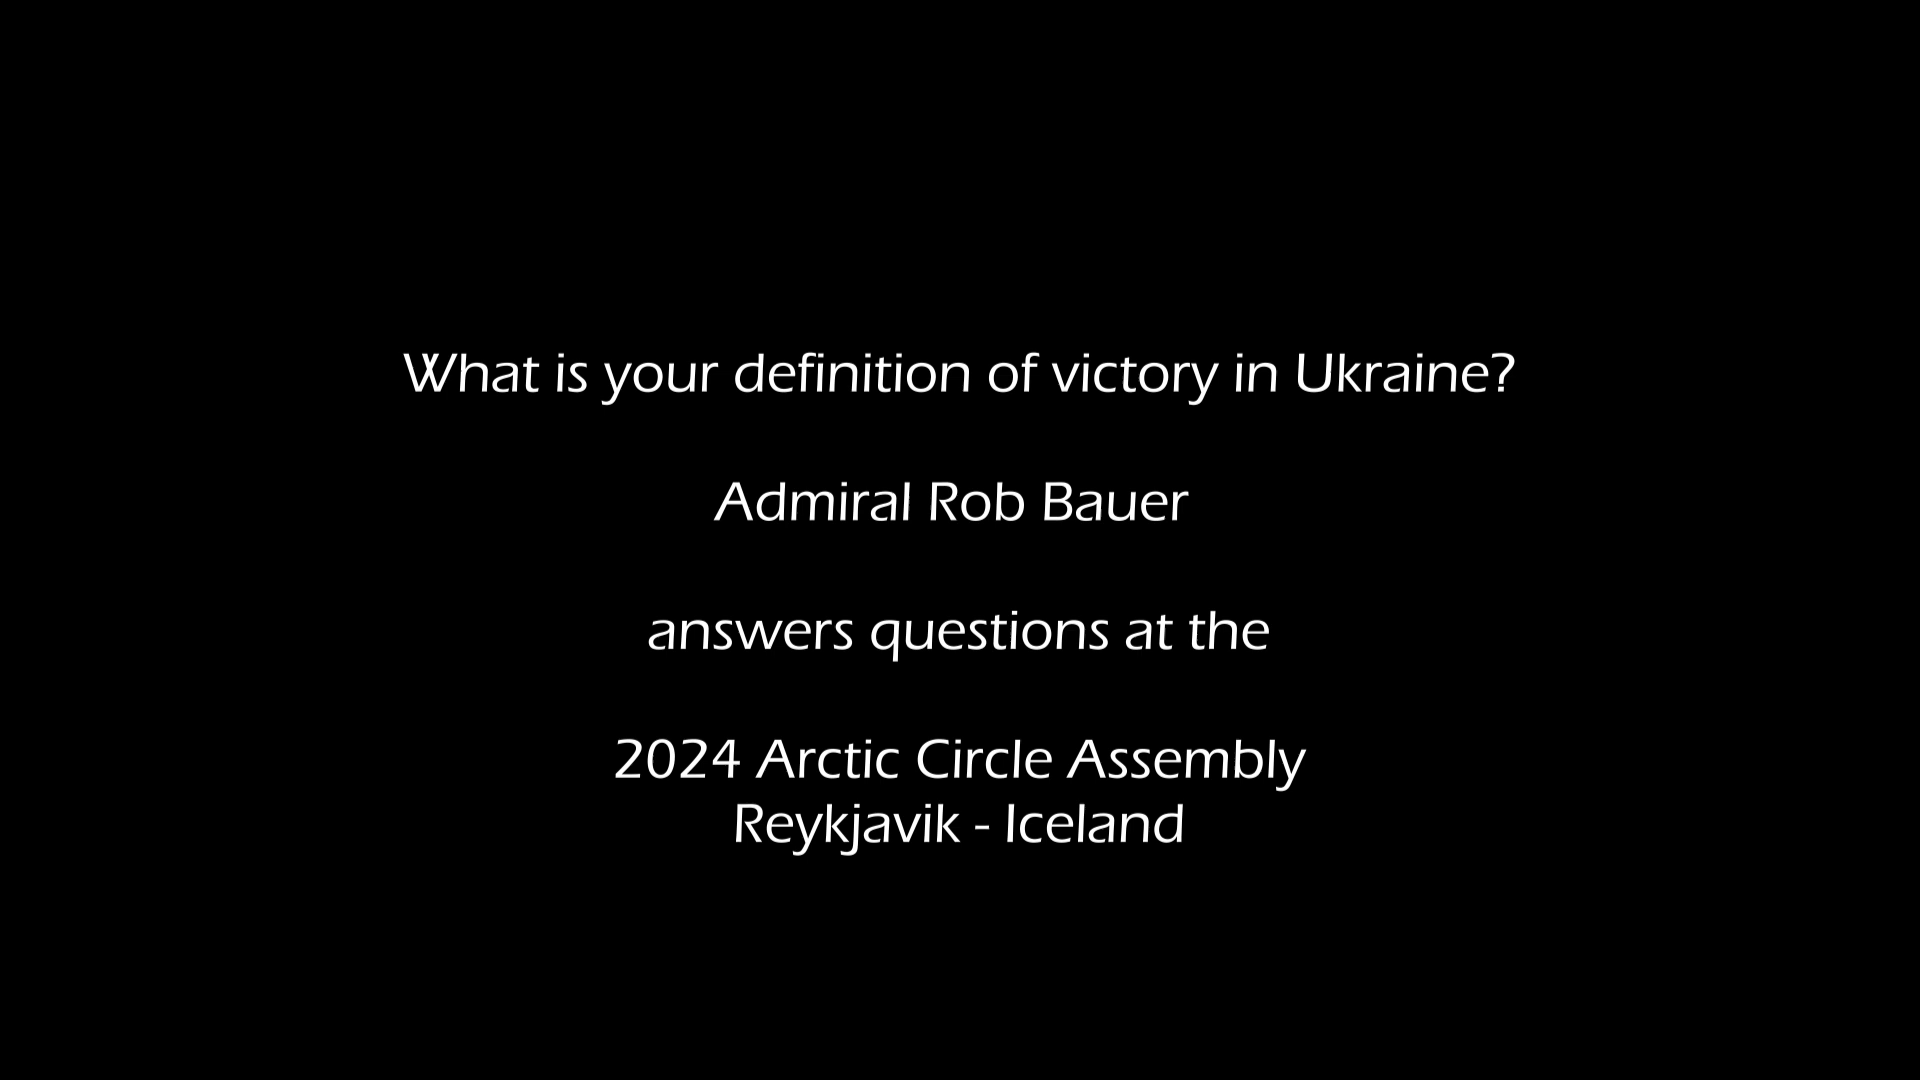 What is your definition of victory in Ukraine?
Admiral Rob Bauer
answers questions at the
2024 Arctic Circle Assembly
Reykjavik - Iceland